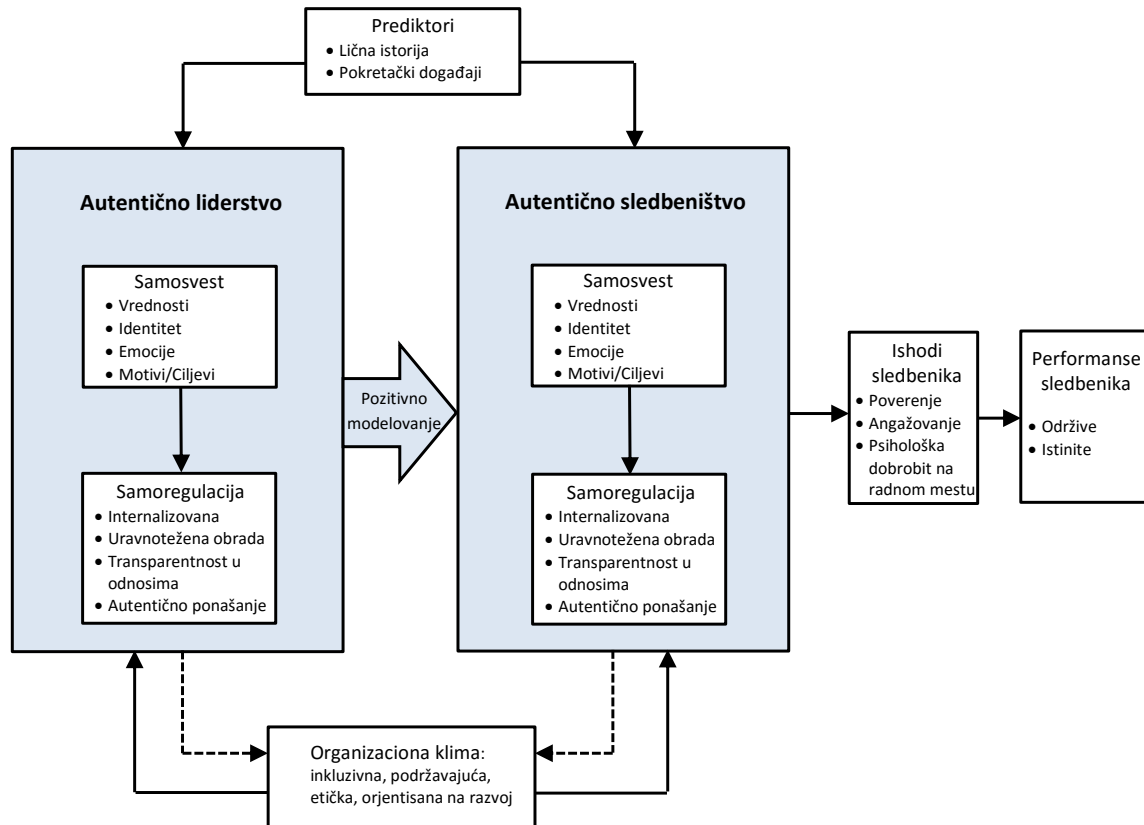 Prediktori
• Lična istorija
• Pokretački događaji
Autentično liderstvo
Samosvest
• Vrednosti
• Identitet
• Emocije
• Motivi/Ciljevi
Samoregulacija
• Internalizovana
• Uravnotežena obrada
• Transparentnost u
odnosima
• Autentično ponašanje
Pozitivno
modelovanje
Autentično sledbeništvo
Samosvest
• Vrednosti
• Identitet
• Emocije
• Motivi/Ciljevi
Samoregulacija
• Internalizovana
• Uravnotežena obrada
• Transparentnost u
odnosima
• Autentično ponašanje
Ishodi
sledbenika
• Poverenje
• Angažovanje
• Psihološka
dobrobit na
radnom mestu
Performanse
sledbenika
• Održive
• Istinite
Organizaciona klima:
inkluzivna, podržavajuća,
etička, orjentisana na razvoj